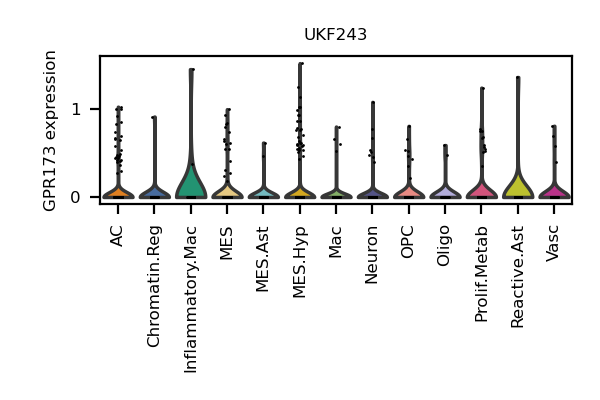 UKF243
GPR173 expression
1
0
AC
Chromatin.Reg
Inflammatory.Mac
MES
MES.Ast
MES.Hyp
Mac
Neuron
OPC
Oligo
Prolif.Metab
Reactive.Ast
Vasc